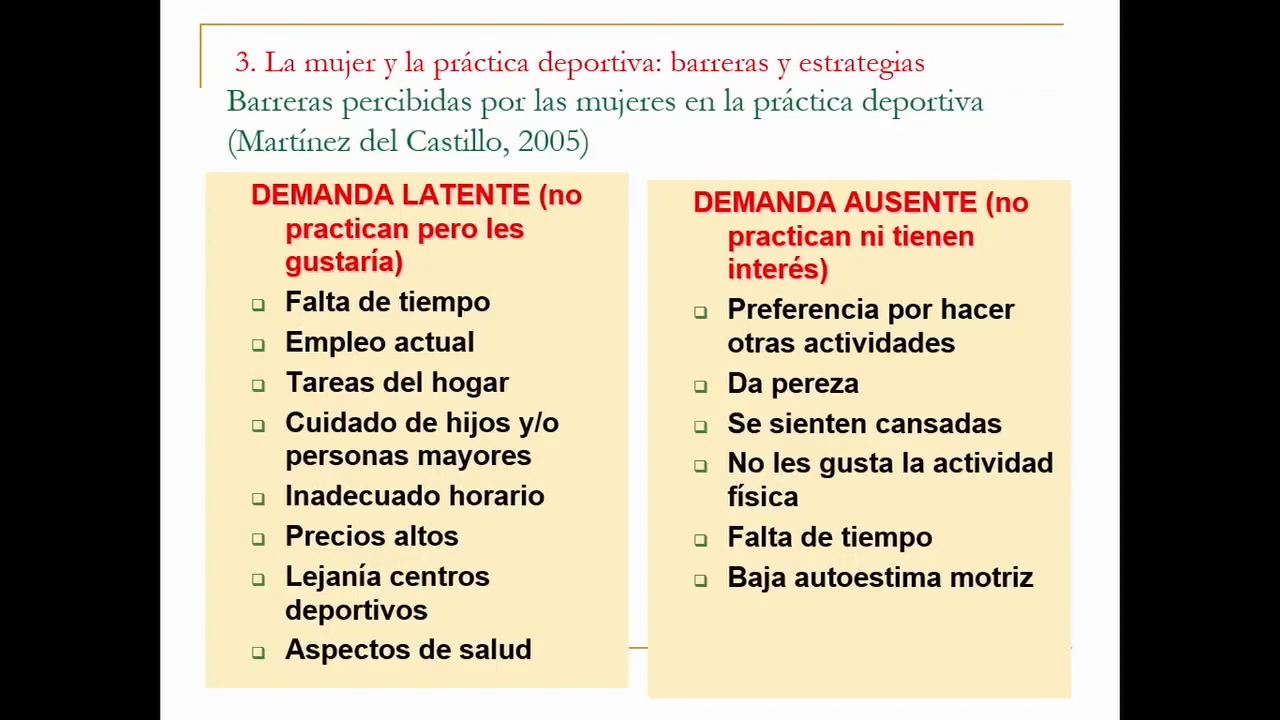 3. La mujer y la práctica deportiva: barreras y estrategias
Barreras percibidas por las mujeres en la práctica deportiva
(Martínez del Castillo, 2005)
DEMANDA LATENTE (no
practican pero les
gustaría)
Falta de tiempo
Empleo actual
Tareas del hogar
Cuidado de hijos y/o
personas mayores
Inadecuado horario
Precios altos
Lejanía centros
deportivos
Aspectos de salud
DEMANDA AUSENTE (no
practican ni tienen
interés)
Preferencia por hacer
otras actividades
Da pereza
Se sienten cansadas
No les gusta la actividad
física
Falta de tiempo
Baja autoestima motriz